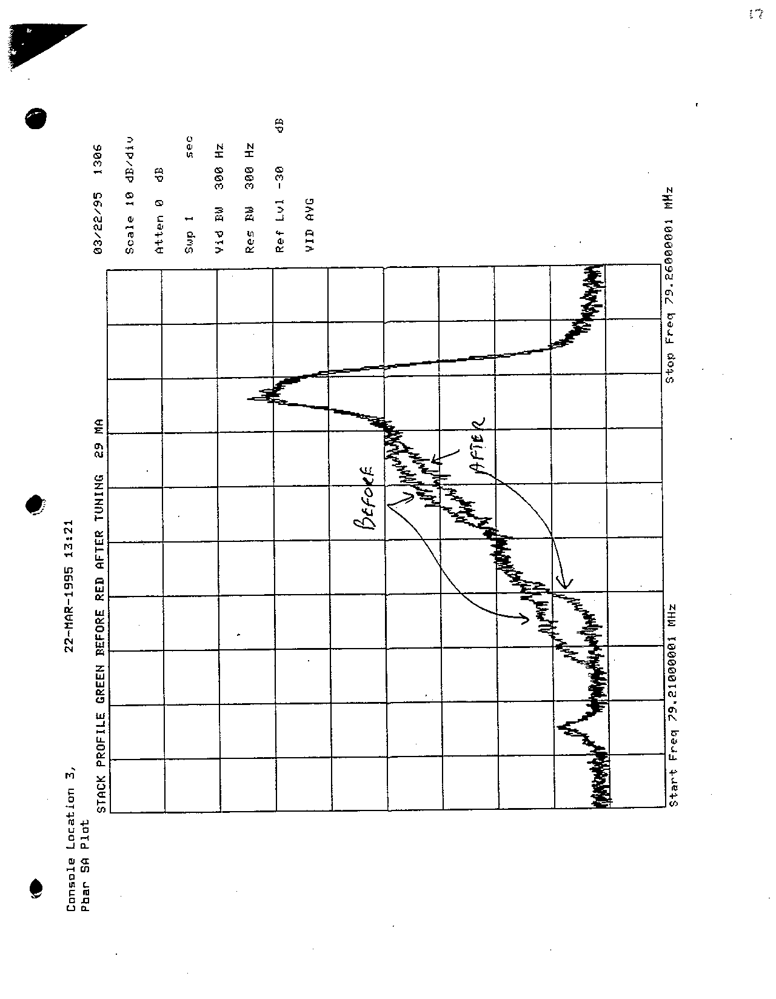 17
Console Location 3, 22-MAR-1995 13:21
Pbar SA Plot
STACK PROFILE GREEN BEFORE RED AFTER TUNING 29 MA
03/22/95 1306
Scale 10 dB/div
Atten 0 dB
Swp 1 sec
Vid BW 300 Hz
Res BW 300 Hz
Ref Lvl -30 dB
VID AVG
BEFORE
AFTER
Start Freq 79.2100001 MHz
Stop Freq 79.2600001 MHz